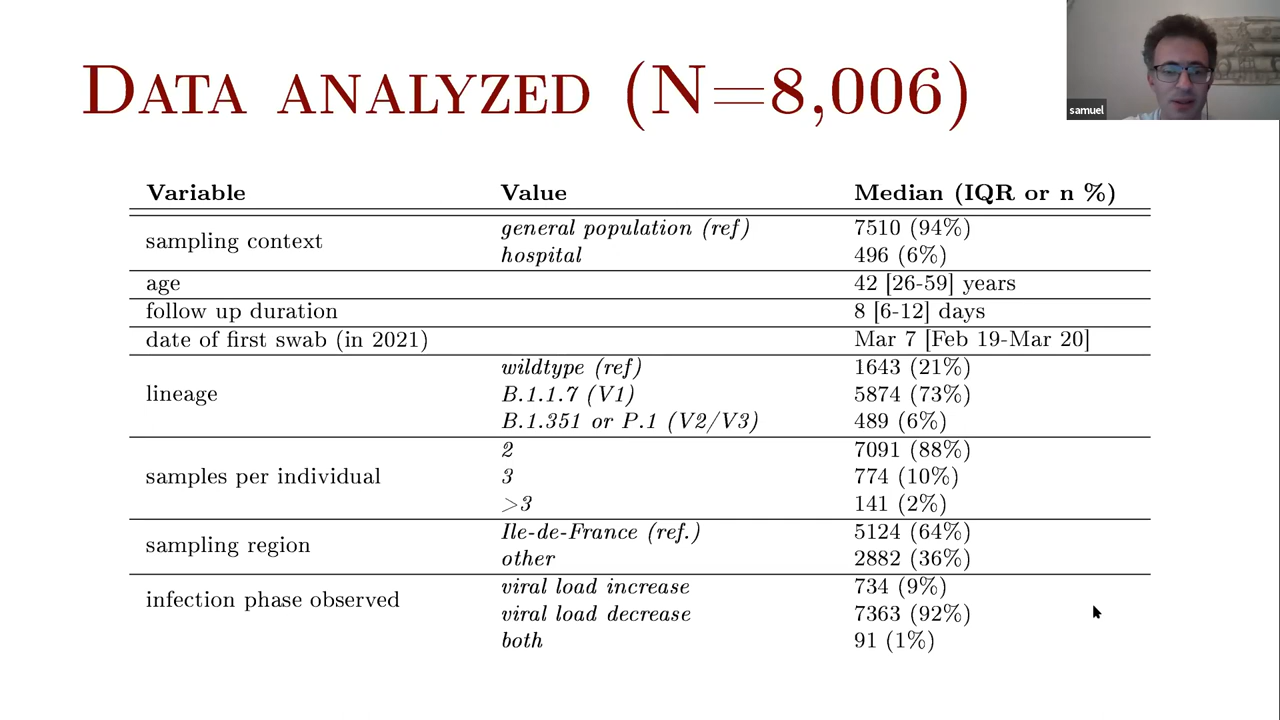 DATA ANALYZED (N=8,006)
samuel
Variable Value Median (IQR or n %)
sampling context general population (ref) 7510 (94%)
hospital 496 (6%)
age 42 [26-59] years
follow up duration 8 [6-12] days
date of first swab (in 2021) Mar 7 [Feb 19-Mar 20]
wildtype (ref) 1643 (21%)
lineage B.1.1.7 (V1) 5874 (73%)
B.1.351 or P.1 (V2/V3) 489 (6%)
2 7091 (88%)
samples per individual 3 774 (10%)
>3 141 (2%)
sampling region Ile-de-France (ref.) 5124 (64%)
other 2882 (36%)
infection phase observed viral load increase 734 (9%)
viral load decrease 7363 (92%)
both 91 (1%)